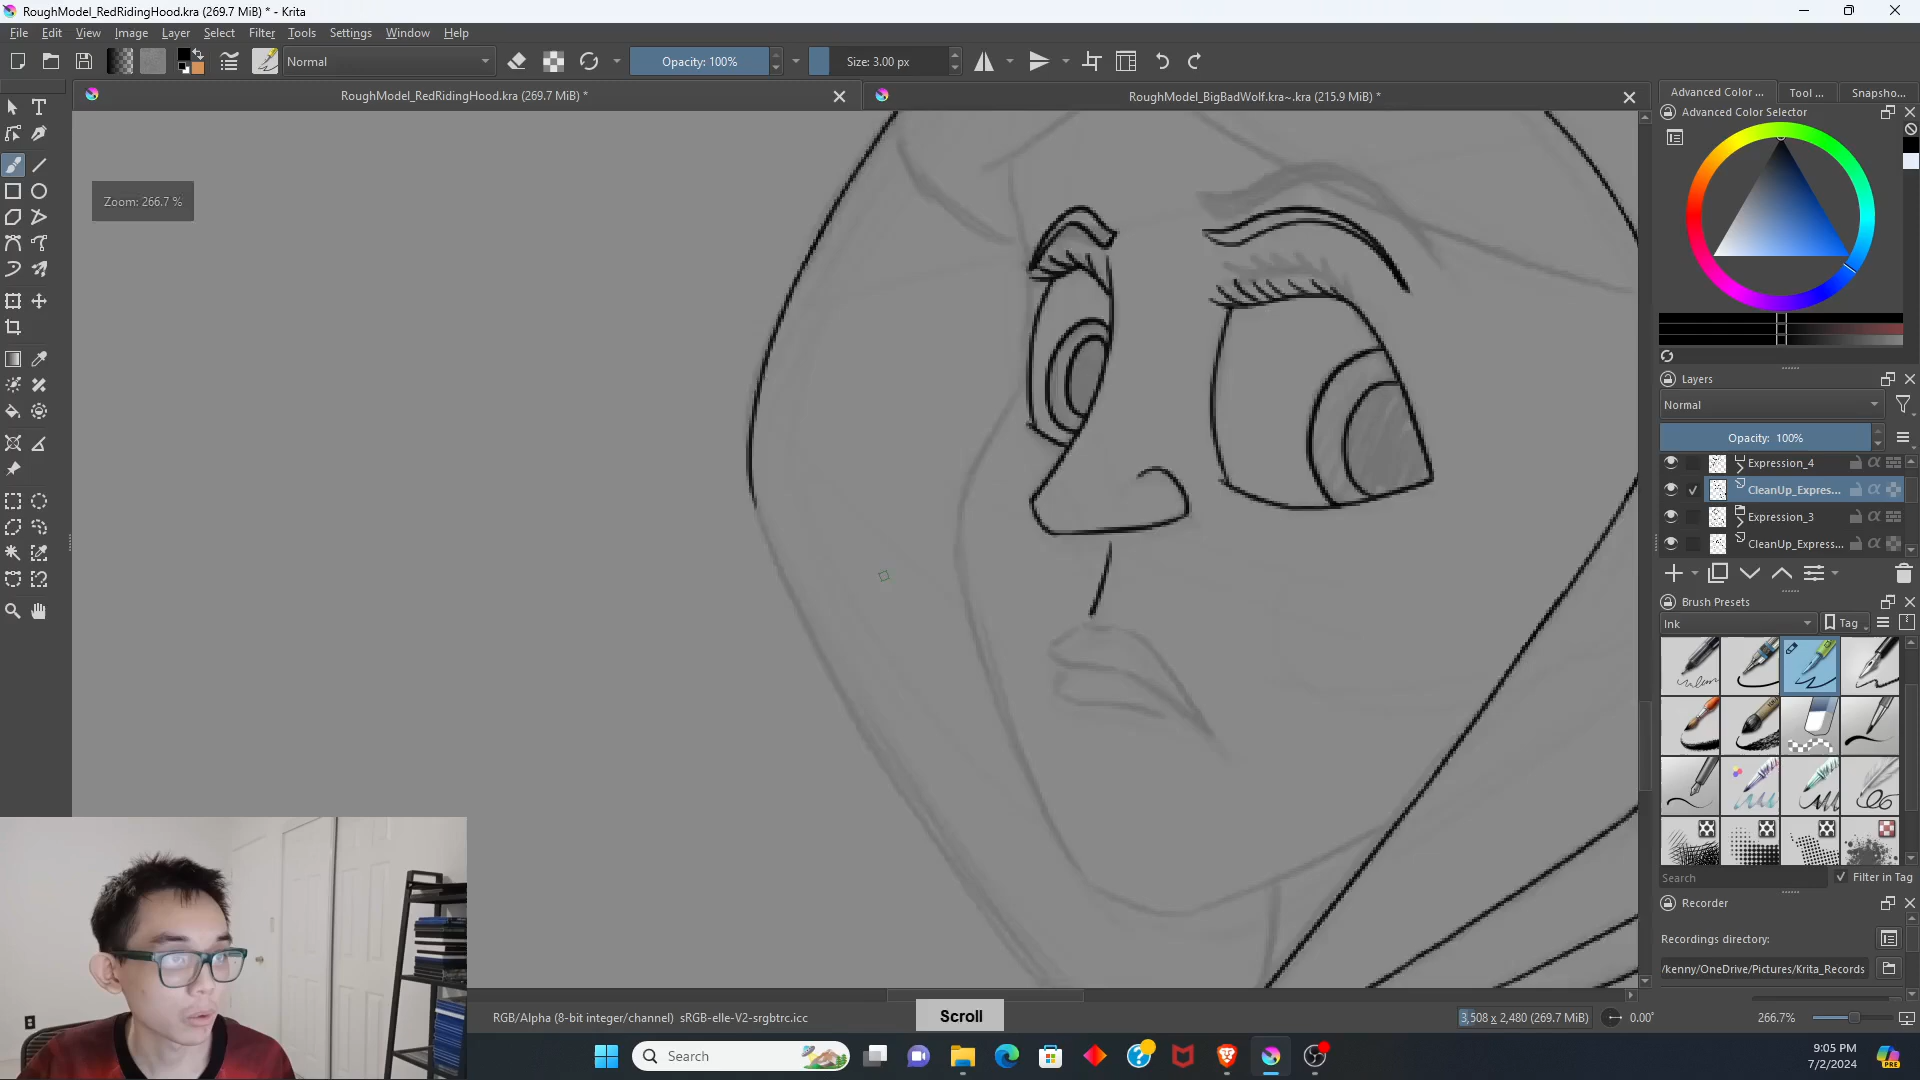 RoughModel_RedRidingHood.kra (269.7 MiB) * - Krita
File Edit View Image Layer Select Filter Tools Settings Window Help
Normal
Opacity: 100%
Size: 3.00 px
RoughModel_RedRidingHood.kra (269.7 MiB) *
RoughModel_BigBadWolf.kra~.kra (215.9 MiB) *
Advanced Color ... Tool ... Snapsho...
Advanced Color Selector
Zoom: 266.7 %
Layers
Normal
Opacity: 100%
Expression_4
CleanUp_Expres...
Expression_3
CleanUp_Express...
Brush Presets
Ink
Tag
Search
Filter in Tag
Recorder
Recordings directory:
/kenny/OneDrive/Pictures/Krita_Records
RGB/Alpha (8-bit integer/channel) sRGB-elle-V2-srgbtrc.icc
Scroll
3,508 x 2,480 (269.7 MiB)
0.00°
266.7%
Search
9:05 PM
7/2/2024
PRE